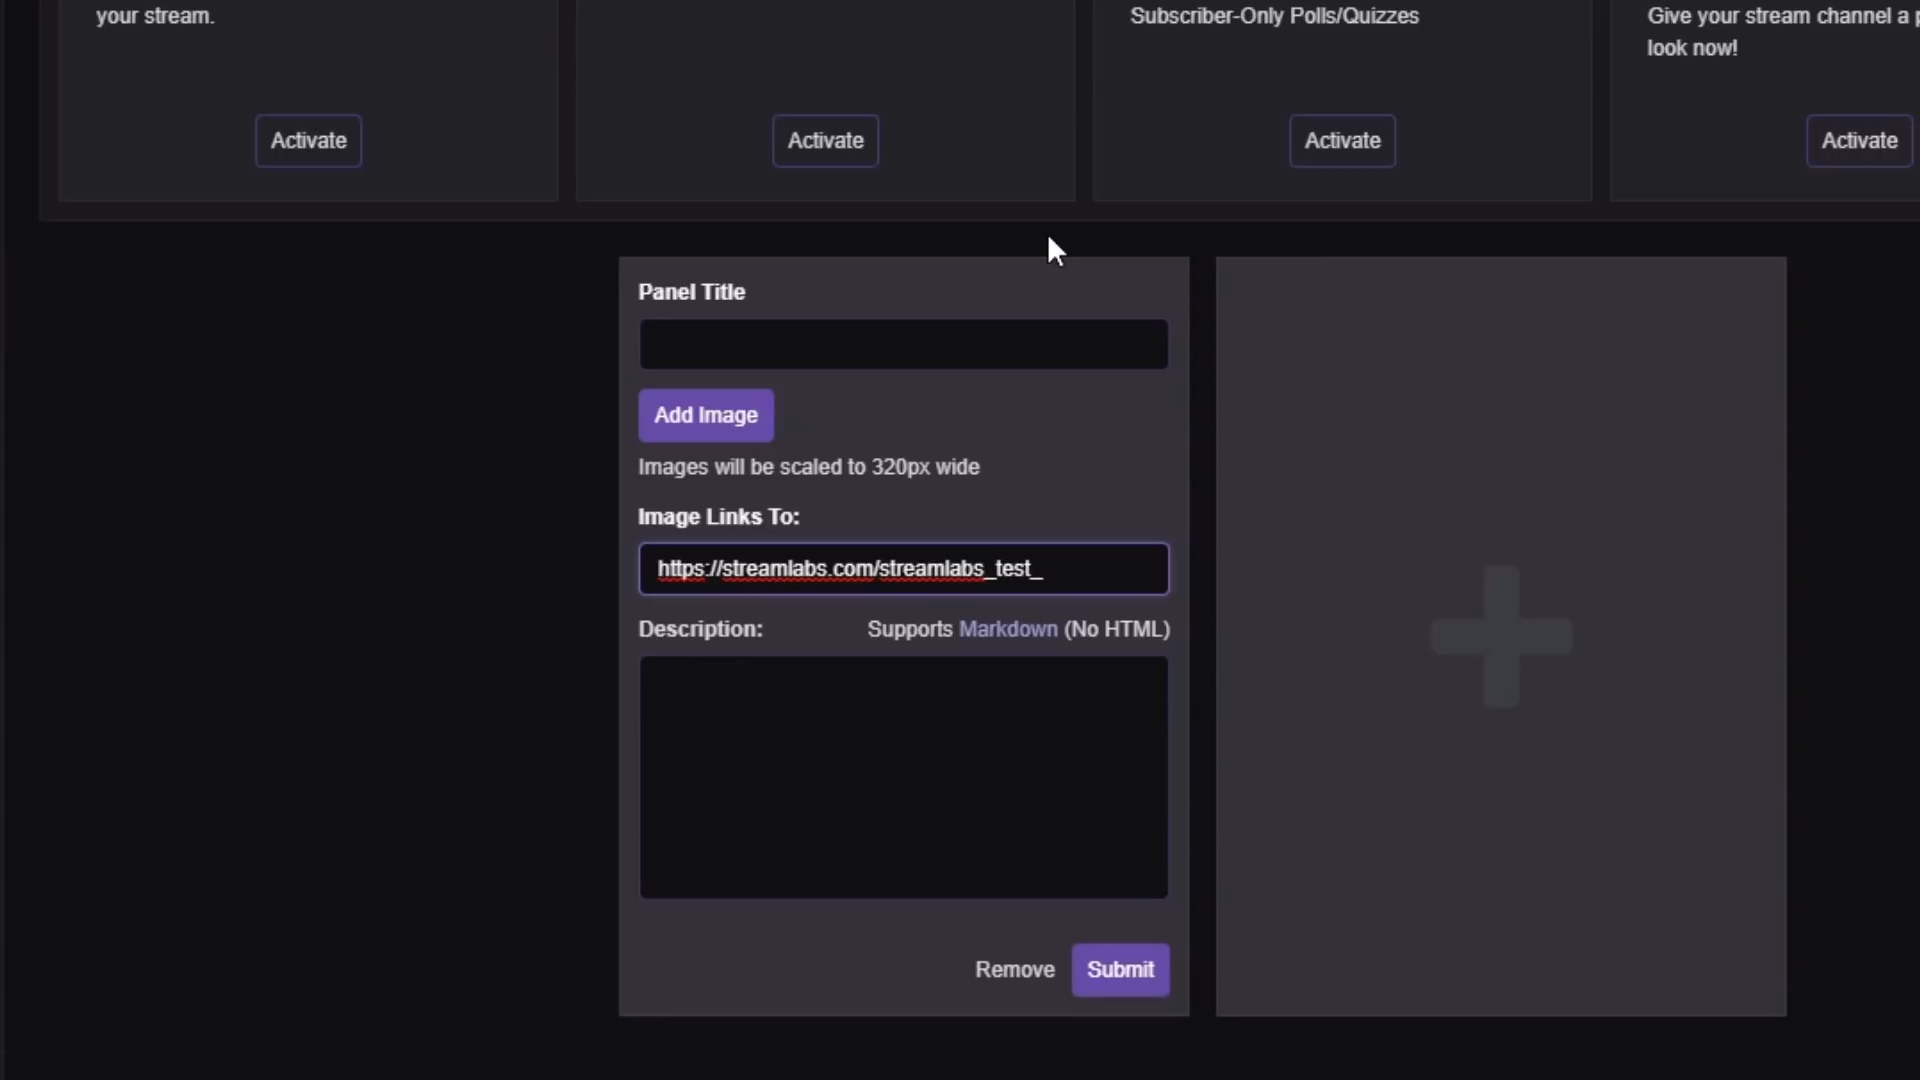 your stream.
Subscriber-Only Polls/Quizzes
Give your stream channel a
look now!
Activate
Activate
Activate
Activate
Panel Title
Add Image
Images will be scaled to 320px wide
Image Links To:
https://streamlabs.com/streamlabs_test_
Description:
Supports Markdown (No HTML)
Remove
Submit